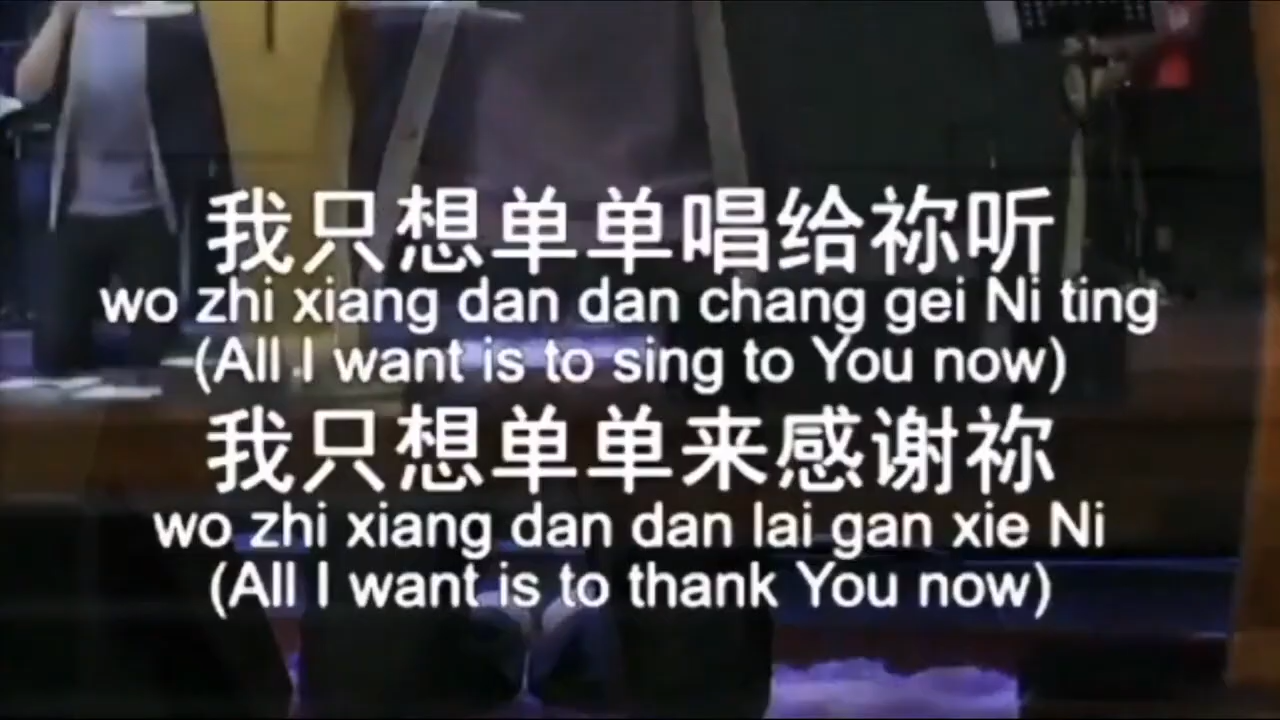 我只想单单唱给祢听
wo zhi xiang dan dan chang gei Ni ting
(All I want is to sing to You now)
我只想单单来感谢祢
wo zhi xiang dan dan lai gan xie Ni
(All I want is to thank You now)